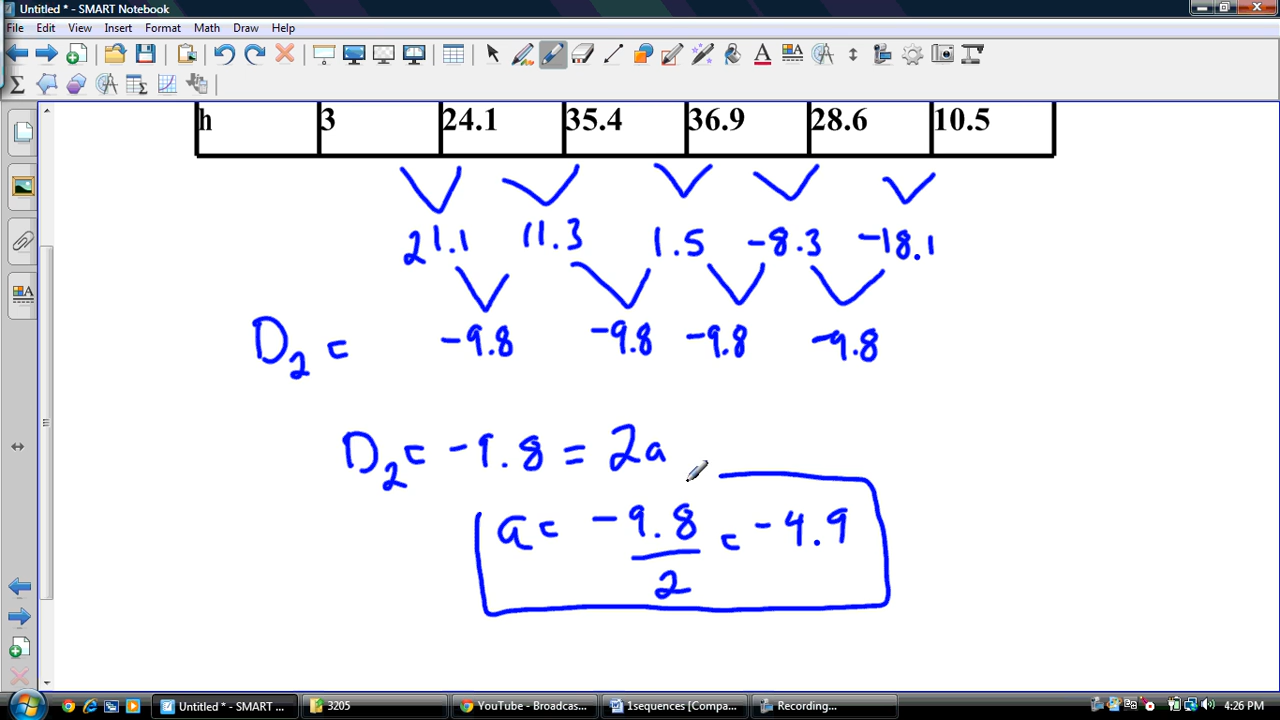 Untitled * - SMART Notebook
File Edit View Insert Format Math Draw Help
h 3 24.1 35.4 36.9 28.6 10.5
21.1 11.3 1.5 -8.3 -18.1
D₂ = -9.8 -9.8 -9.8 -9.8
D₂ = -9.8 = 2a
a = -9.8/2 = -4.9
Untitled * - SMART ... 3205 YouTube - Broadcas... 1sequences [Compa... Recording... 4:26 PM